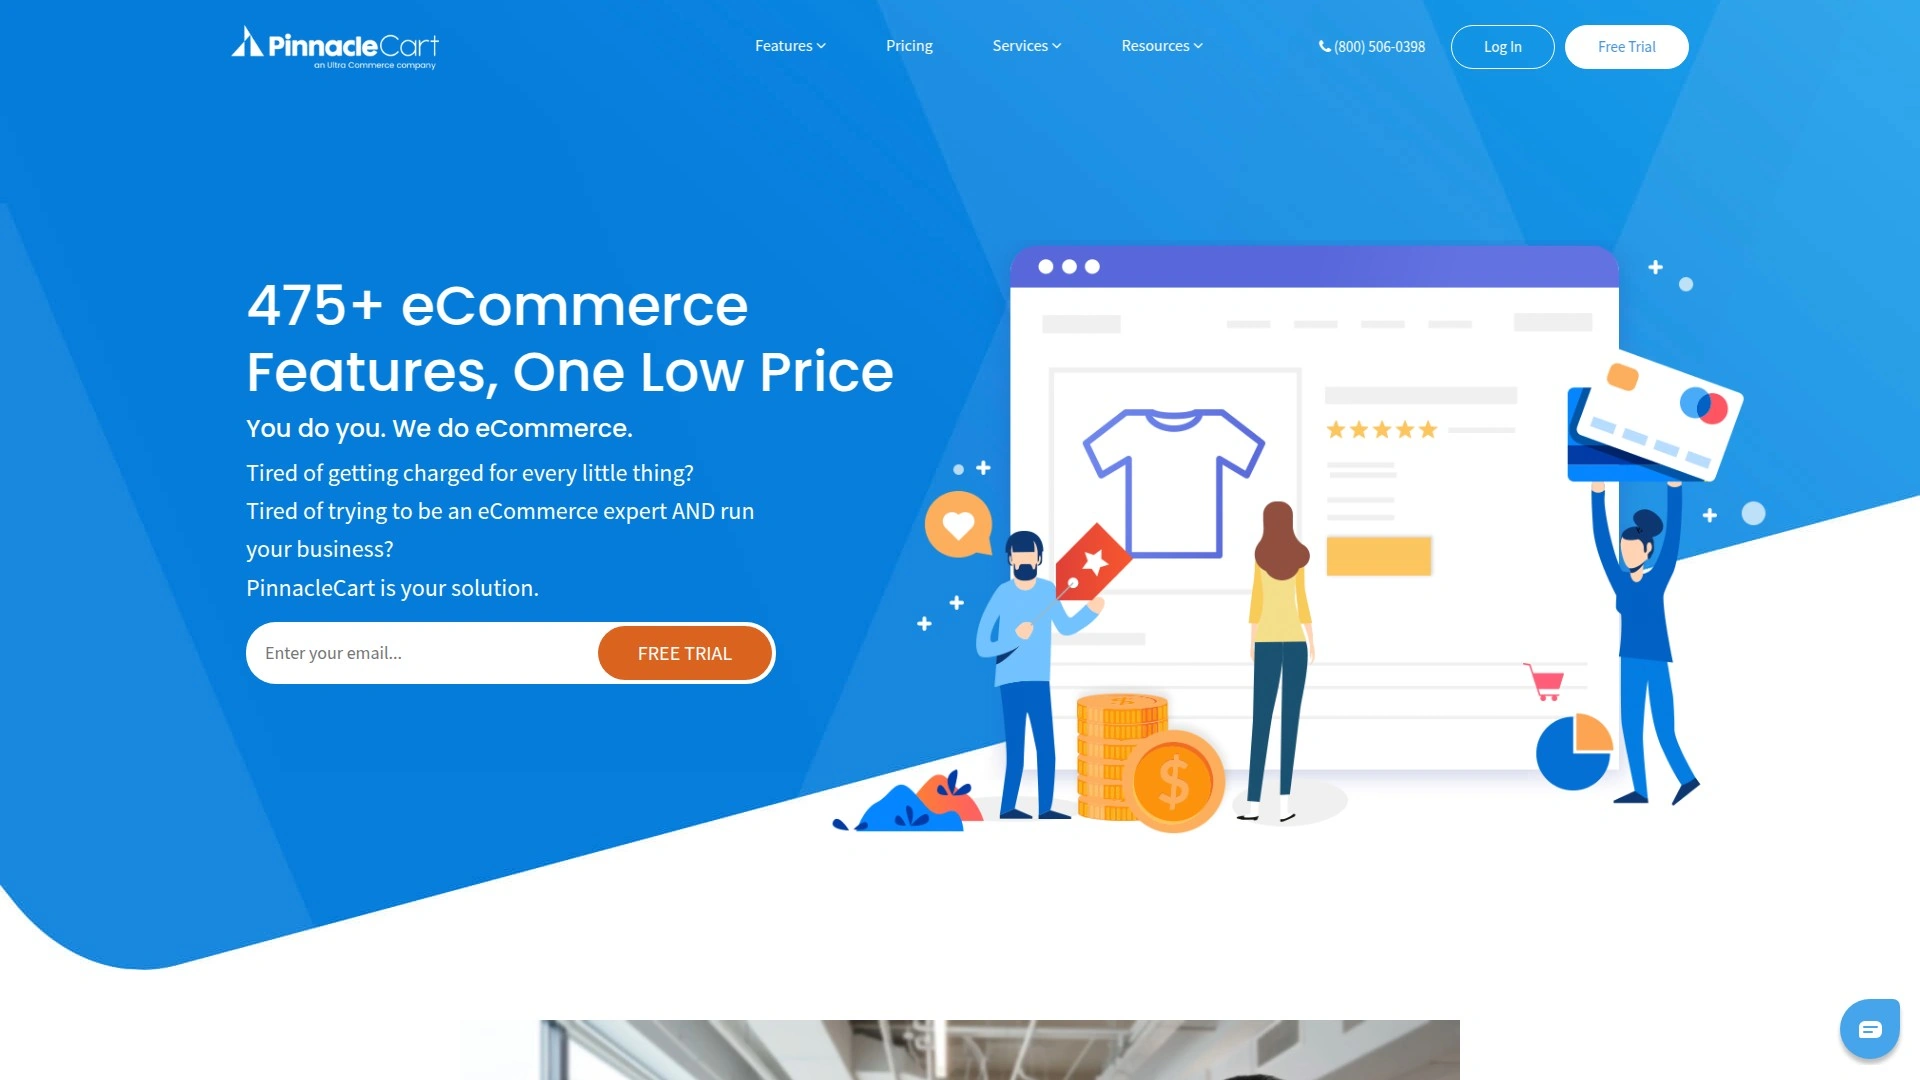 PinnacleCart
an Ultra Commerce company
Features
Pricing
Services
Resources
(800) 506-0398
Log In
Free Trial
475+ eCommerce
Features, One Low Price
You do you. We do eCommerce.
Tired of getting charged for every little thing?
Tired of trying to be an eCommerce expert AND run
your business?
PinnacleCart is your solution.
Enter your email...
FREE TRIAL
$